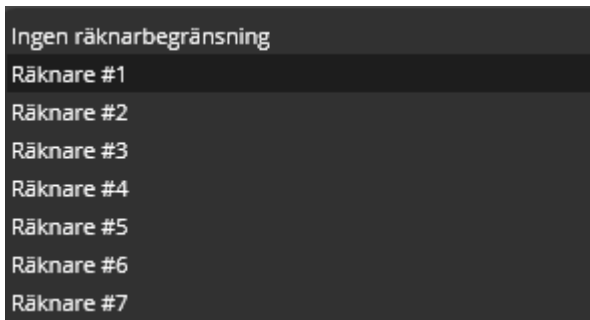 Ingen räknarbegränsning
Räknare #1
Räknare #2
Räknare #3
Räknare #4
Räknare #5
Räknare #6
Räknare #7